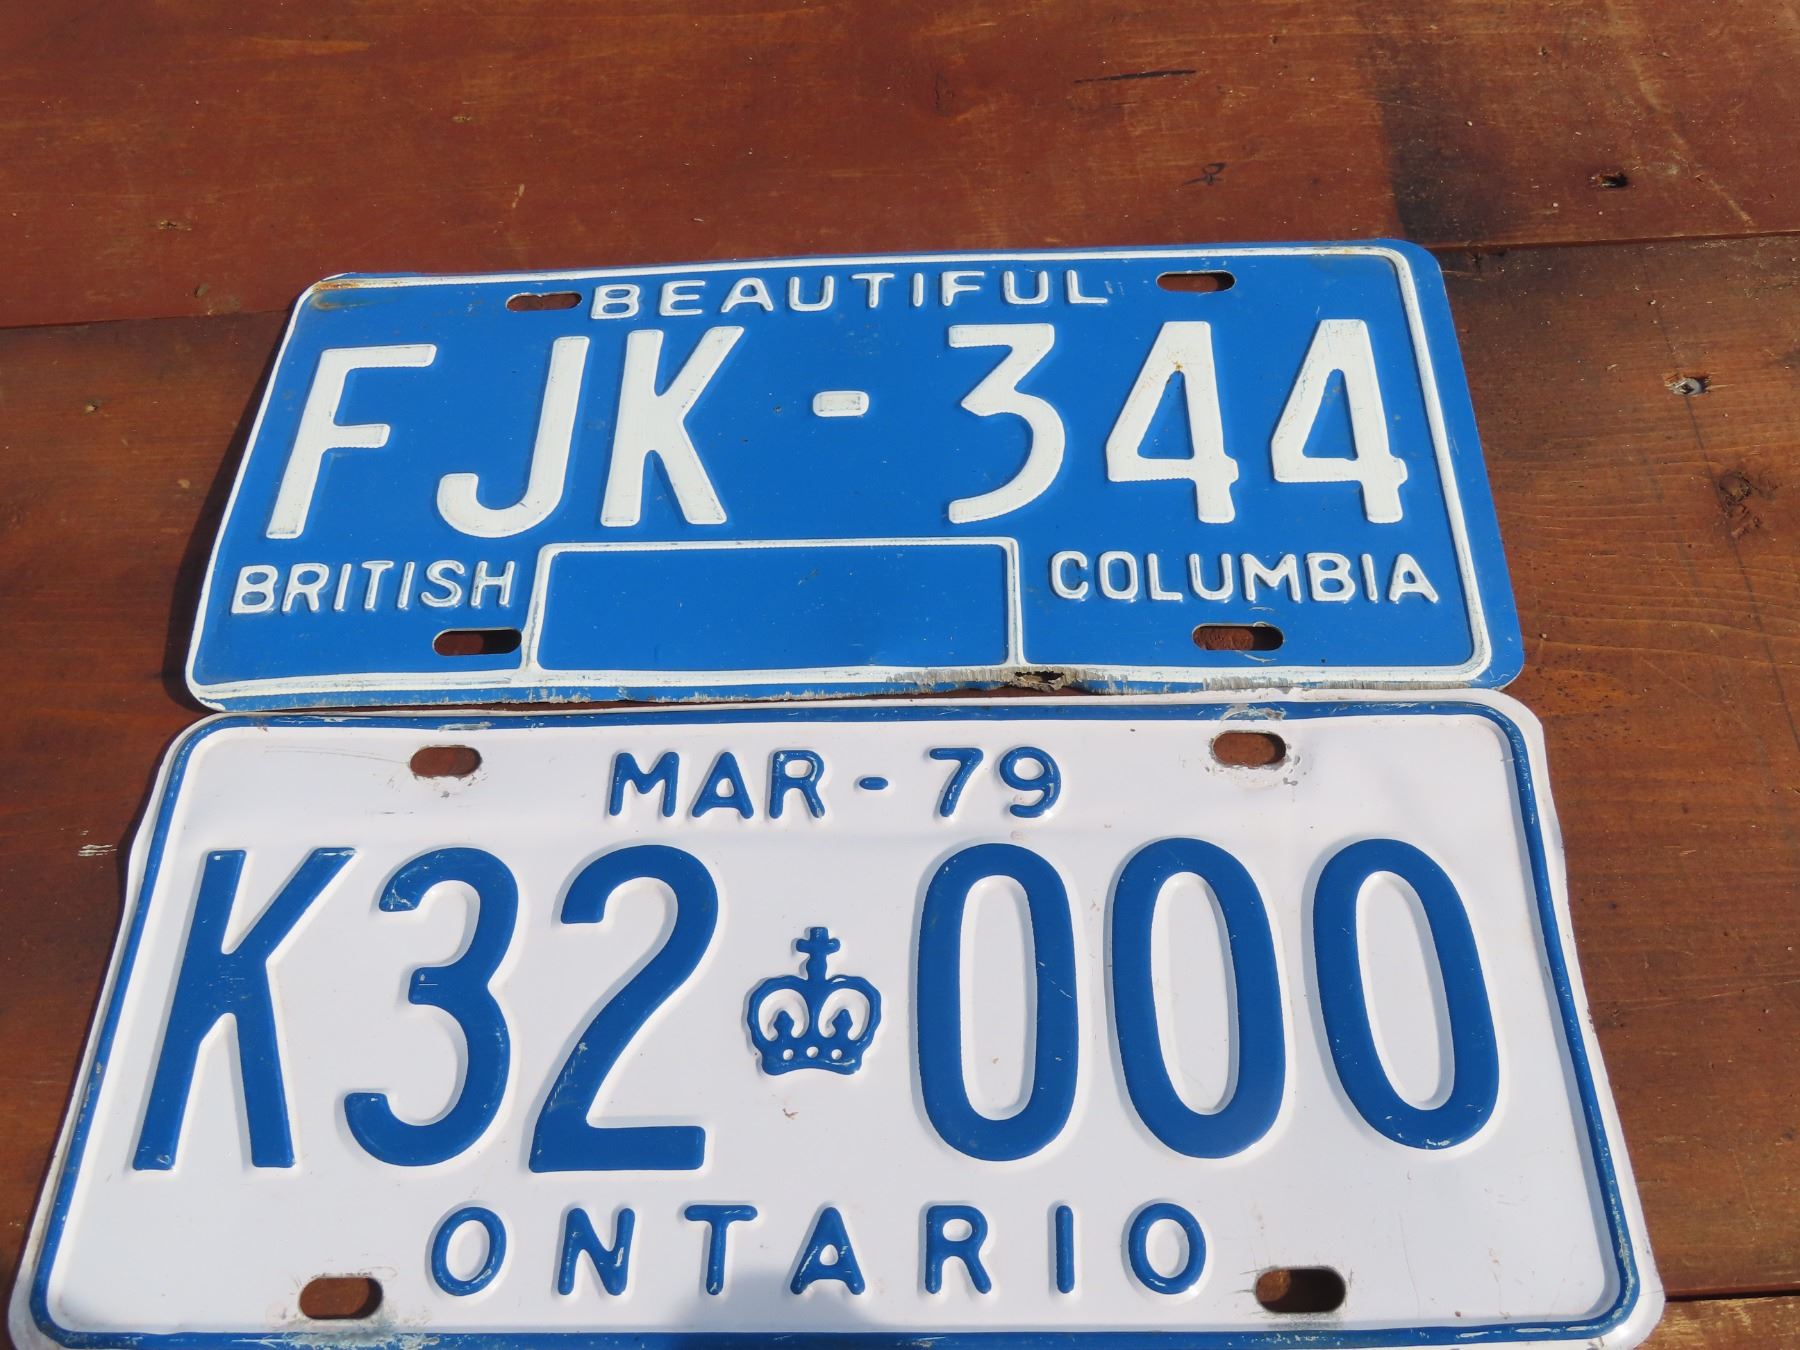 BEAUTIFUL
FJK-344
BRITISH COLUMBIA
MAR-79
K32 000
ONTARIO